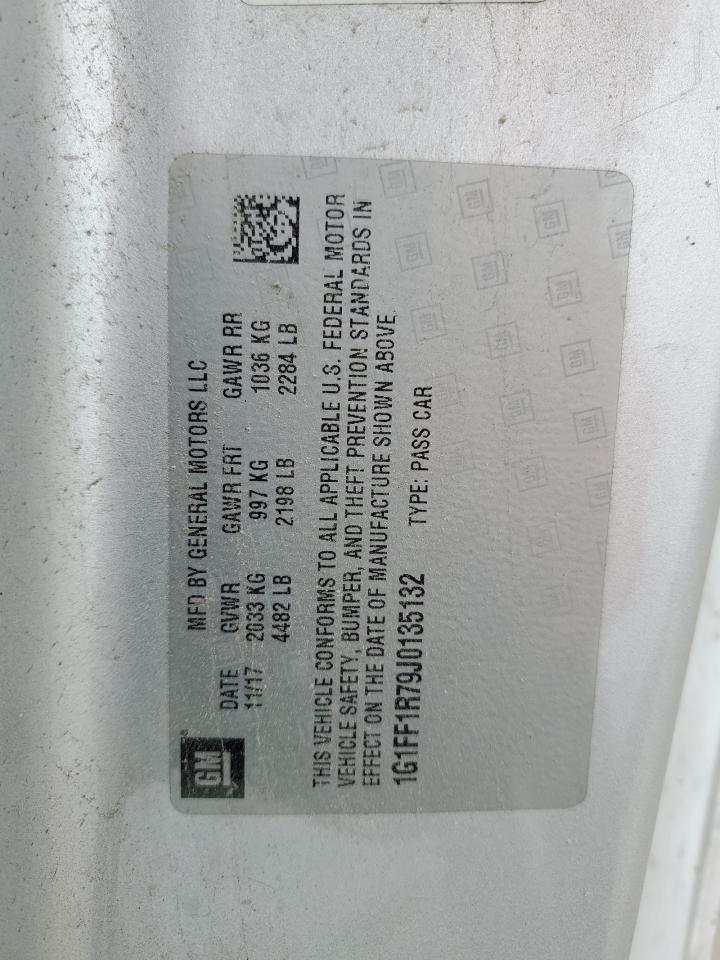 GM
MFD BY GENERAL MOTORS LLC
DATE GVWR GAWR FRT GAWR RR
11/17 2033 KG 997 KG 1036 KG
4482 LB 2198 LB 2284 LB
THIS VEHICLE CONFORMS TO ALL APPLICABLE U.S. FEDERAL MOTOR
VEHICLE SAFETY, BUMPER, AND THEFT PREVENTION STANDARDS IN
EFFECT ON THE DATE OF MANUFACTURE SHOWN ABOVE.
1G1FF1R79J0135132 TYPE: PASS CAR